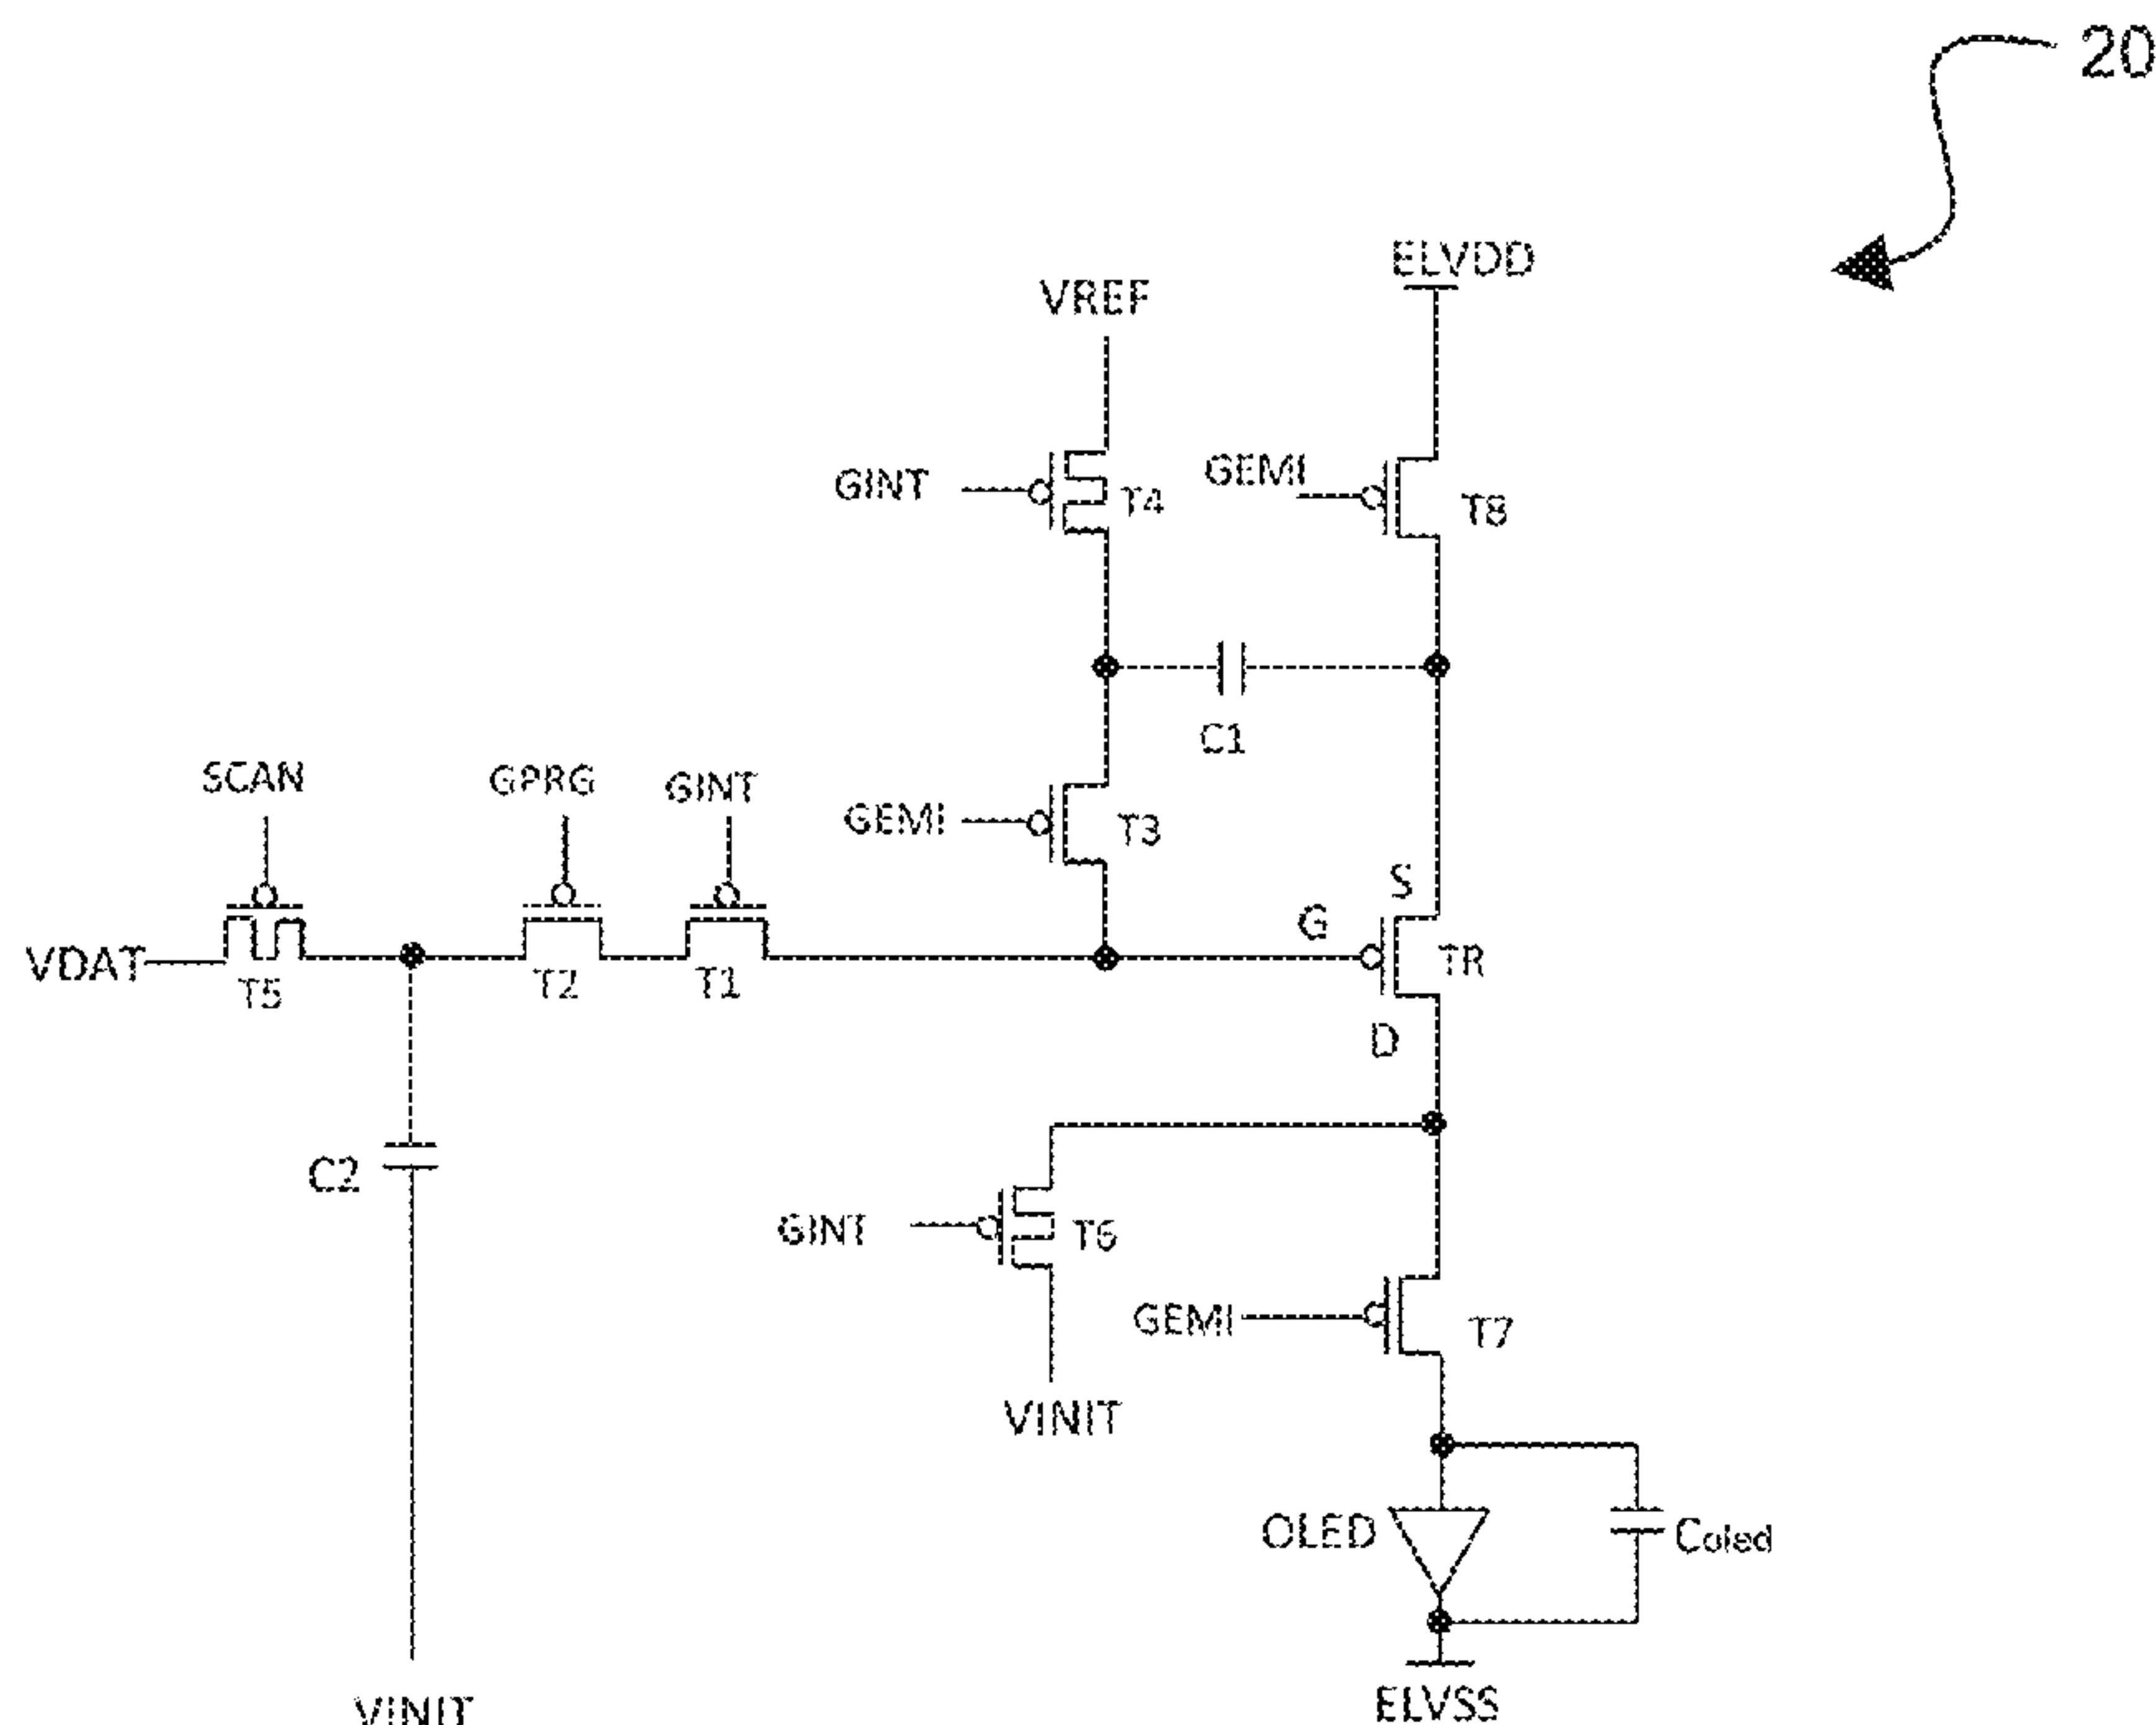 20
ELVDD
VREF
GINT
T4
GEMI
T8
C1
SCAN
GPRG
GINT
GEMI
T3
S
G
TR
VDAT
T5
T2
T1
D
C2
GINT
T6
GEMI
T7
VINIT
OLED
Coled
VINIT
ELVSS